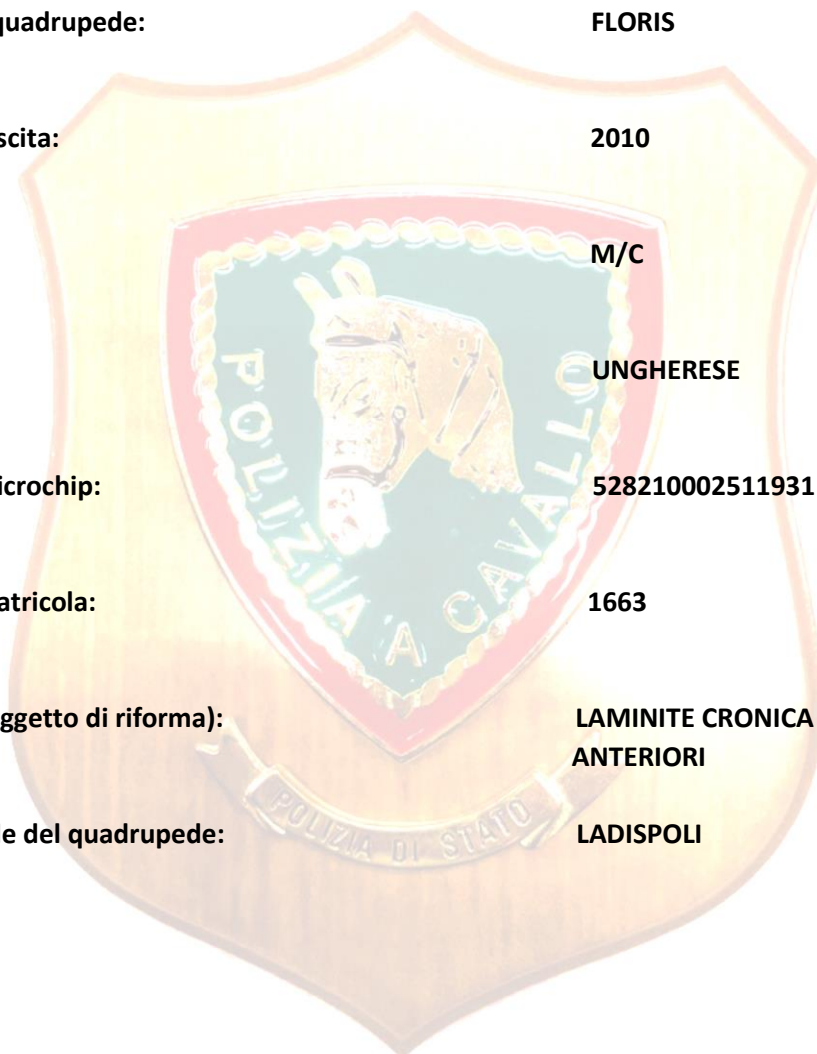 quadrupede: FLORIS
scita: 2010
M/C
UNGHERESE
icrochip: 528210002511931
atricola: 1663
ggetto di riforma): LAMINITE CRONICA
ANTERIORI
le del quadrupede: LADISPOLI
POLIZIA A CAVALLO
POLIZIA DI STATO